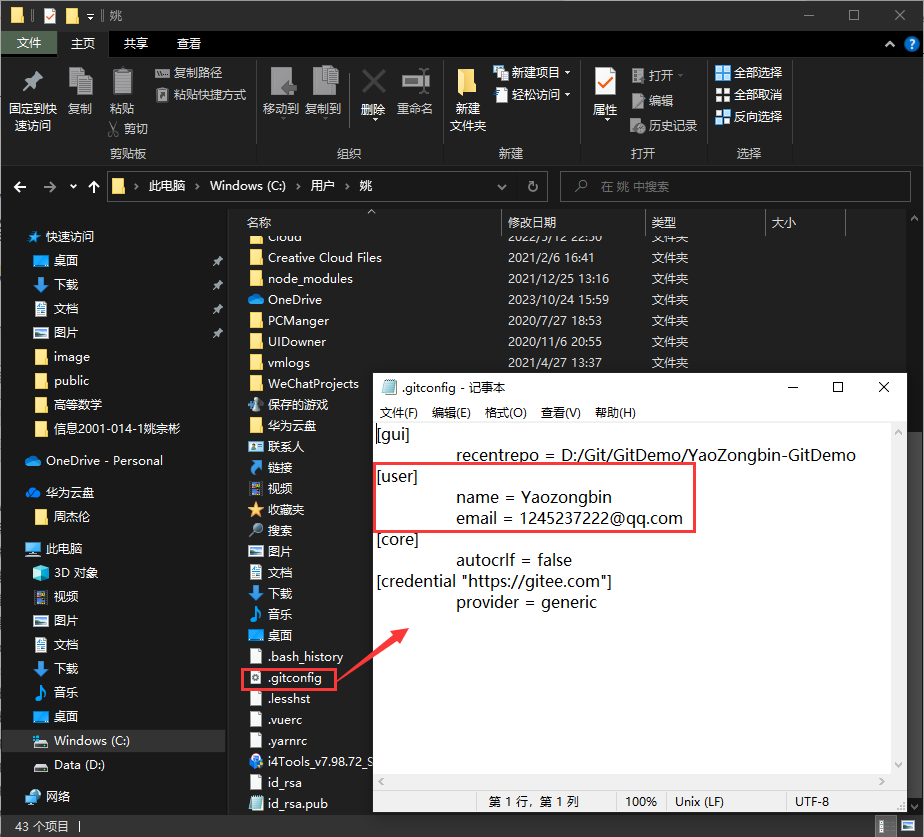 姚
文件 主页 共享 查看
固定到快速访问
复制
粘贴
复制路径
粘贴快捷方式
剪切
剪贴板
移动到
复制到
删除
重命名
组织
新建文件夹
新建项目
轻松访问
新建
属性
打开
编辑
历史记录
打开
全部选择
全部取消
反向选择
选择
此电脑 > Windows (C:) > 用户 > 姚
在 姚 中搜索
快速访问
桌面
下载
文档
图片
image
public
高等数学
信息2001-014-1姚宗彬
OneDrive - Personal
华为云盘
周杰伦
此电脑
3D 对象
视频
图片
文档
下载
音乐
桌面
Windows (C:)
Data (D:)
网络
名称 修改日期 类型 大小
Cloud 2022/5/12 22:50 文件夹
Creative Cloud Files 2021/2/6 16:41 文件夹
node_modules 2021/12/25 13:16 文件夹
OneDrive 2023/10/24 15:59 文件夹
PCManger 2020/7/27 18:53 文件夹
UIDowner 2020/11/6 20:55 文件夹
vmlogs 2021/4/27 13:37 文件夹
WeChatProjects
保存的游戏
华为云盘
联系人
链接
视频
收藏夹
搜索
图片
文档
下载
音乐
桌面
.bash_history
.gitconfig
.lesshst
.vuerc
.yarnrc
i4Tools_v7.98.72_S
id_rsa
id_rsa.pub
.gitconfig - 记事本
文件(F) 编辑(E) 格式(O) 查看(V) 帮助(H)
[gui]
recentrepo = D:/Git/GitDemo/YaoZongbin-GitDemo
[user]
name = Yaozongbin
email = 1245237222@qq.com
[core]
autocrlf = false
[credential "https://gitee.com"]
provider = generic
第 1 行，第 1 列 100% Unix (LF) UTF-8
43 个项目